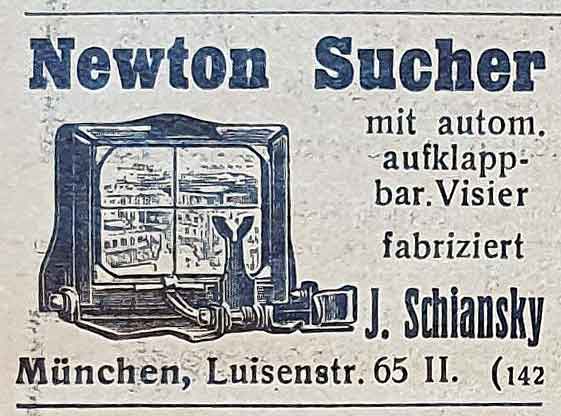 Newton Sucher
mit autom.
aufklapp-
bar. Visier
fabriziert
J. Schiansky
München, Luisenstr. 65 II. (142